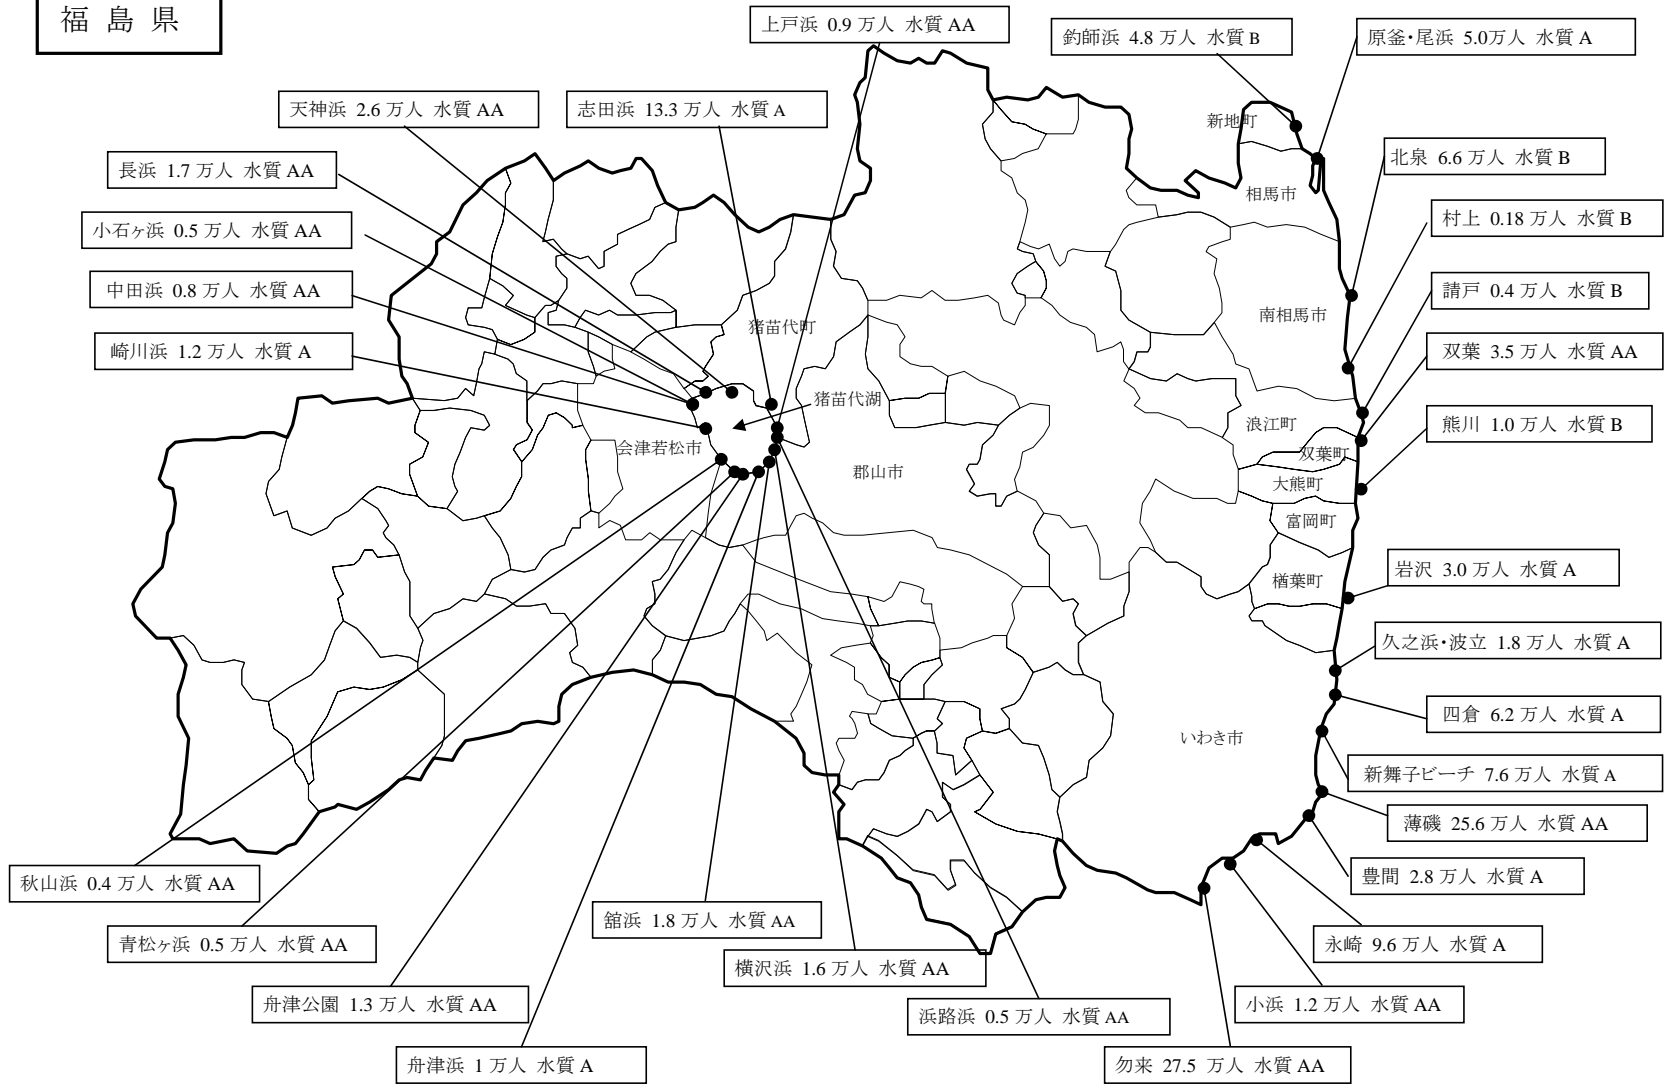 福島県
上戸浜 0.9 万人 水質 AA
釣師浜 4.8 万人 水質 B
原釜・尾浜 5.0万人 水質 A
天神浜 2.6 万人 水質 AA
志田浜 13.3 万人 水質 A
新地町
北泉 6.6 万人 水質 B
長浜 1.7 万人 水質 AA
相馬市
村上 0.18 万人 水質 B
小石ヶ浜 0.5 万人 水質 AA
中田浜 0.8 万人 水質 AA
請戸 0.4 万人 水質 B
猪苗代町
南相馬市
崎川浜 1.2 万人 水質 A
双葉 3.5 万人 水質 AA
猪苗代湖
浪江町
熊川 1.0 万人 水質 B
会津若松市
双葉町
郡山市
大熊町
富岡町
楢葉町
岩沢 3.0 万人 水質 A
久之浜・波立 1.8 万人 水質 A
四倉 6.2 万人 水質 A
いわき市
新舞子ビーチ 7.6 万人 水質 A
薄磯 25.6 万人 水質 AA
秋山浜 0.4 万人 水質 AA
豊間 2.8 万人 水質 A
舘浜 1.8 万人 水質 AA
青松ヶ浜 0.5 万人 水質 AA
永崎 9.6 万人 水質 A
横沢浜 1.6 万人 水質 AA
舟津公園 1.3 万人 水質 AA
小浜 1.2 万人 水質 AA
浜路浜 0.5 万人 水質 AA
舟津浜 1 万人 水質 A
勿来 27.5 万人 水質 AA